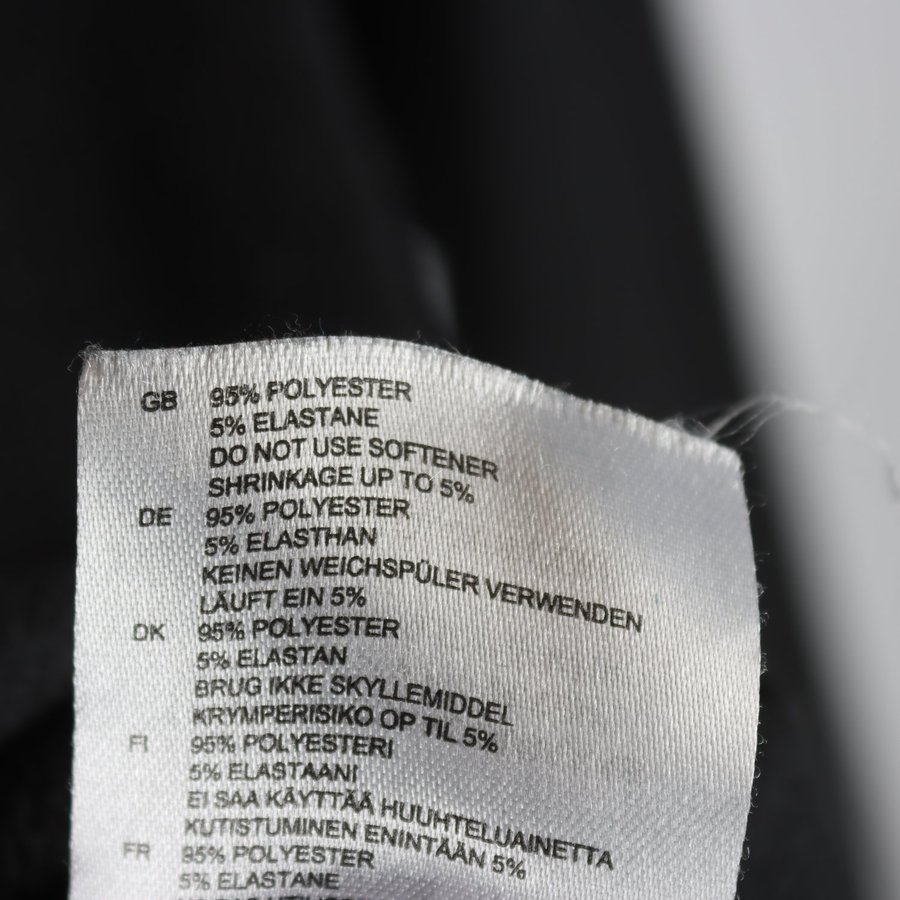 GB 95% POLYESTER
5% ELASTANE
DO NOT USE SOFTENER
SHRINKAGE UP TO 5%
DE 95% POLYESTER
5% ELASTHAN
KEINEN WEICHSPÜLER VERWENDEN
LÄUFT EIN 5%
DK 95% POLYESTER
5% ELASTAN
BRUG IKKE SKYLLEMIDDEL
KRYMPERISIKO OP TIL 5%
FI 95% POLYESTERI
5% ELASTAANI
EI SAA KÄYTTÄÄ HUUHTELUAINETTA
KUTISTUMINEN ENINTÄÄN 5%
FR 95% POLYESTER
5% ELASTANE